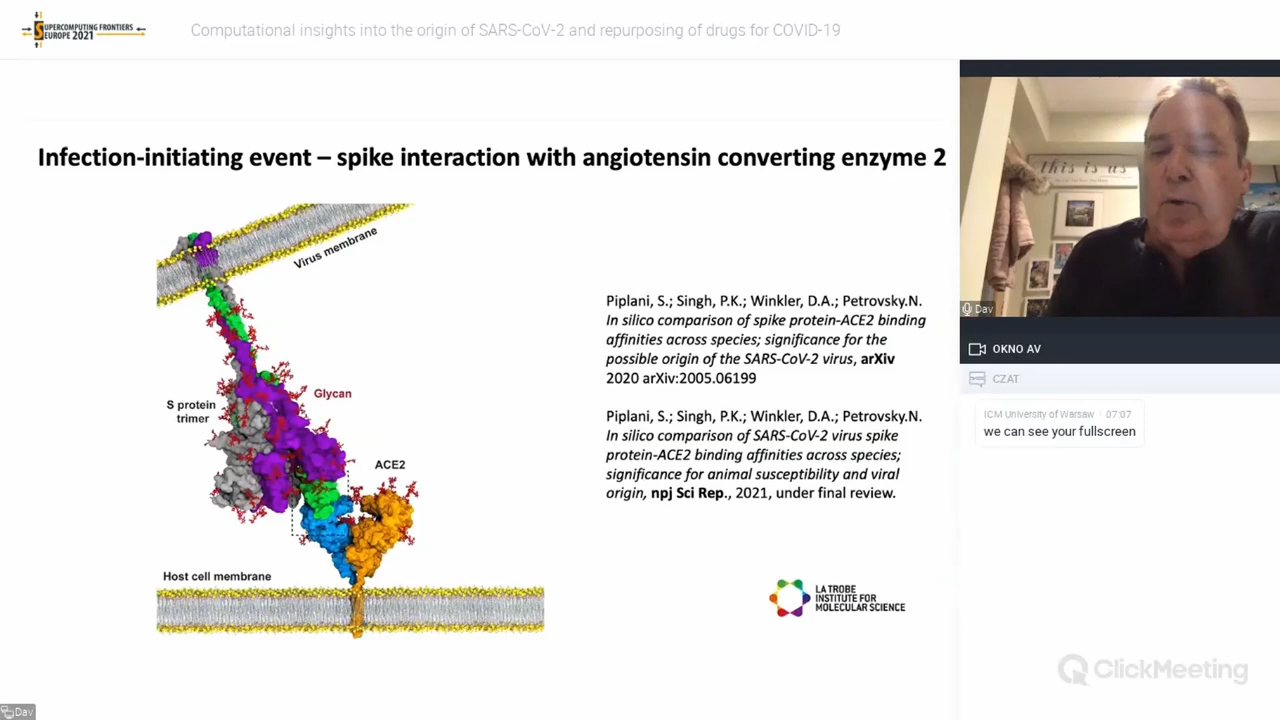 SUPERCOMPUTING FRONTIERS
EUROPE 2021
Computational insights into the origin of SARS-CoV-2 and repurposing of drugs for COVID-19
Infection-initiating event – spike interaction with angiotensin converting enzyme 2
Virus membrane
Glycan
S protein
trimer
ACE2
Host cell membrane
Piplani, S.; Singh, P.K.; Winkler, D.A.; Petrovsky.N.
In silico comparison of spike protein-ACE2 binding
affinities across species; significance for the
possible origin of the SARS-CoV-2 virus, arXiv
2020 arXiv:2005.06199
Piplani, S.; Singh, P.K.; Winkler, D.A.; Petrovsky.N.
In silico comparison of SARS-CoV-2 virus spike
protein-ACE2 binding affinities across species;
significance for animal susceptibility and viral
origin, npj Sci Rep., 2021, under final review.
LA TROBE
INSTITUTE FOR
MOLECULAR SCIENCE
this is us
Dav
OKNO AV
CZAT
ICM University of Warsaw · 07:07
we can see your fullscreen
ClickMeeting
Dav